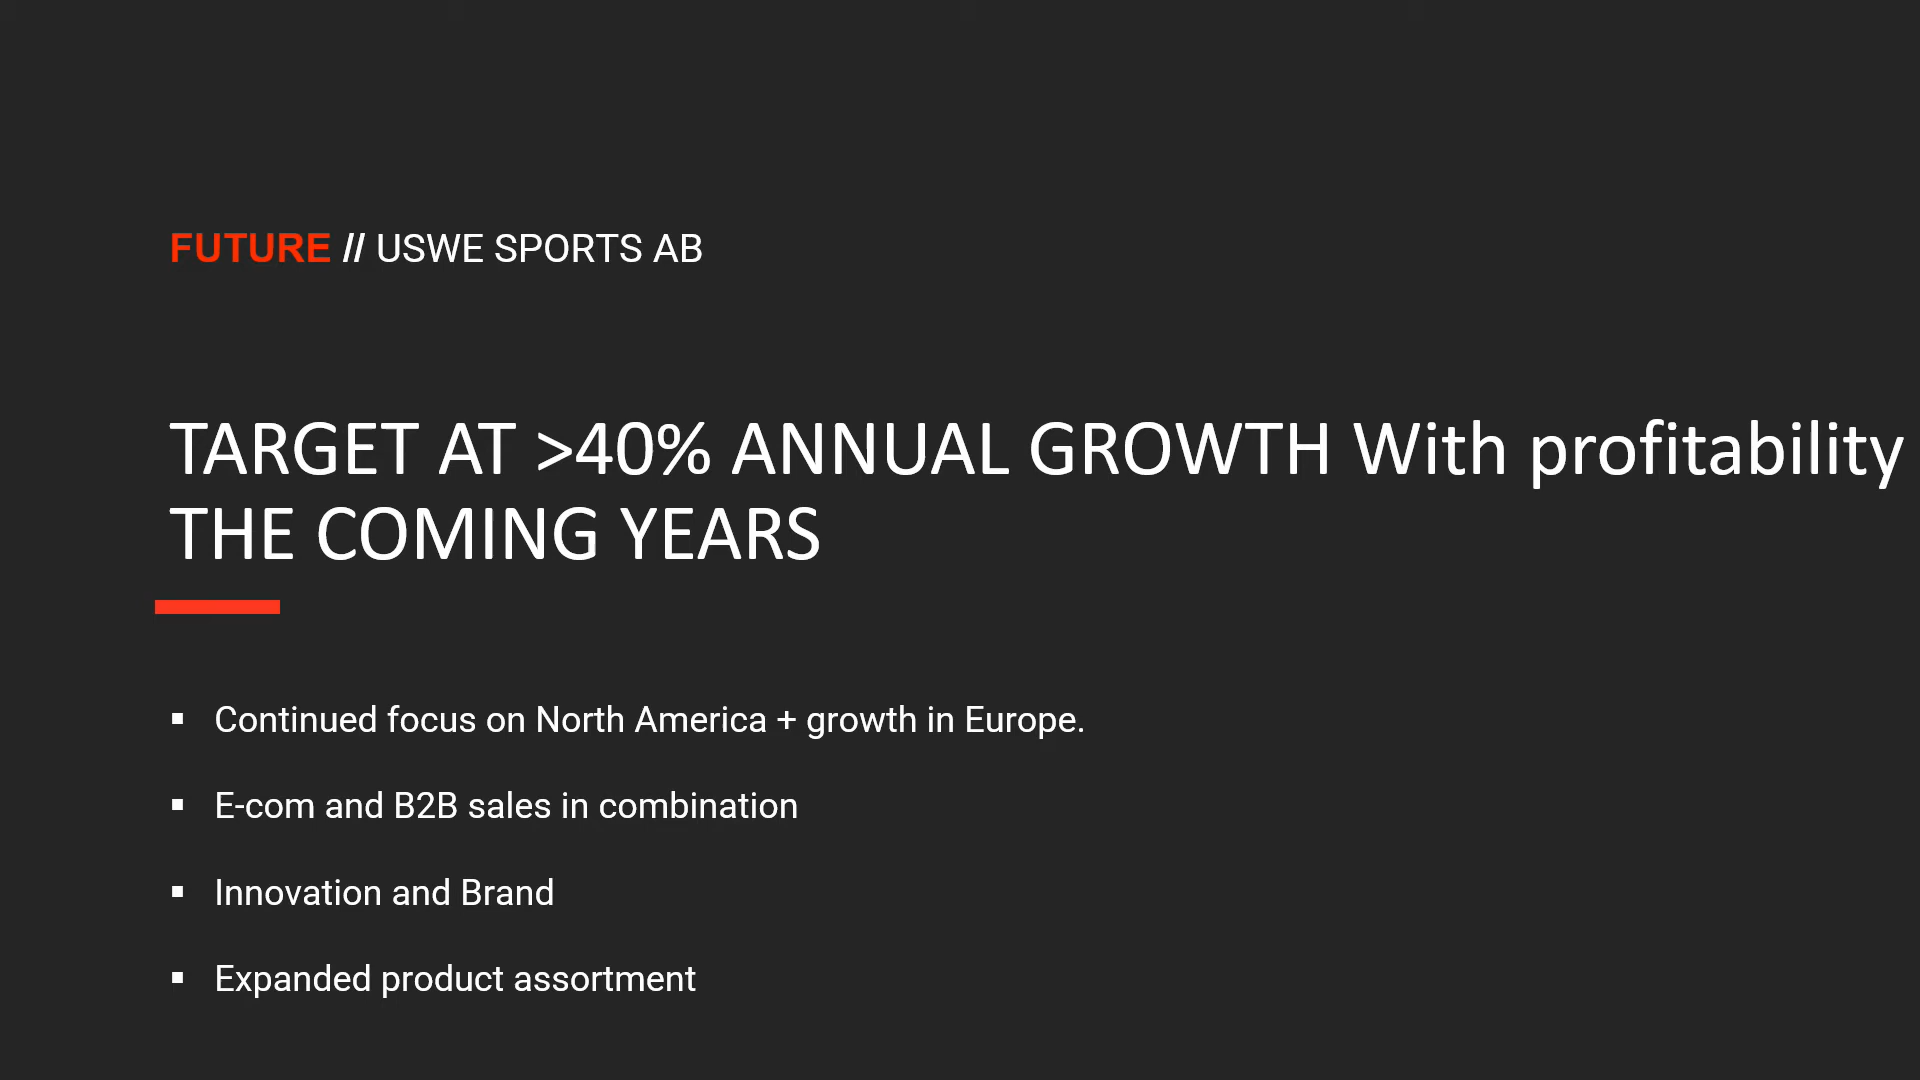 FUTURE // USWE SPORTS AB
TARGET AT >40% ANNUAL GROWTH With profitability
THE COMING YEARS
▪ Continued focus on North America + growth in Europe.
▪ E-com and B2B sales in combination
▪ Innovation and Brand
▪ Expanded product assortment